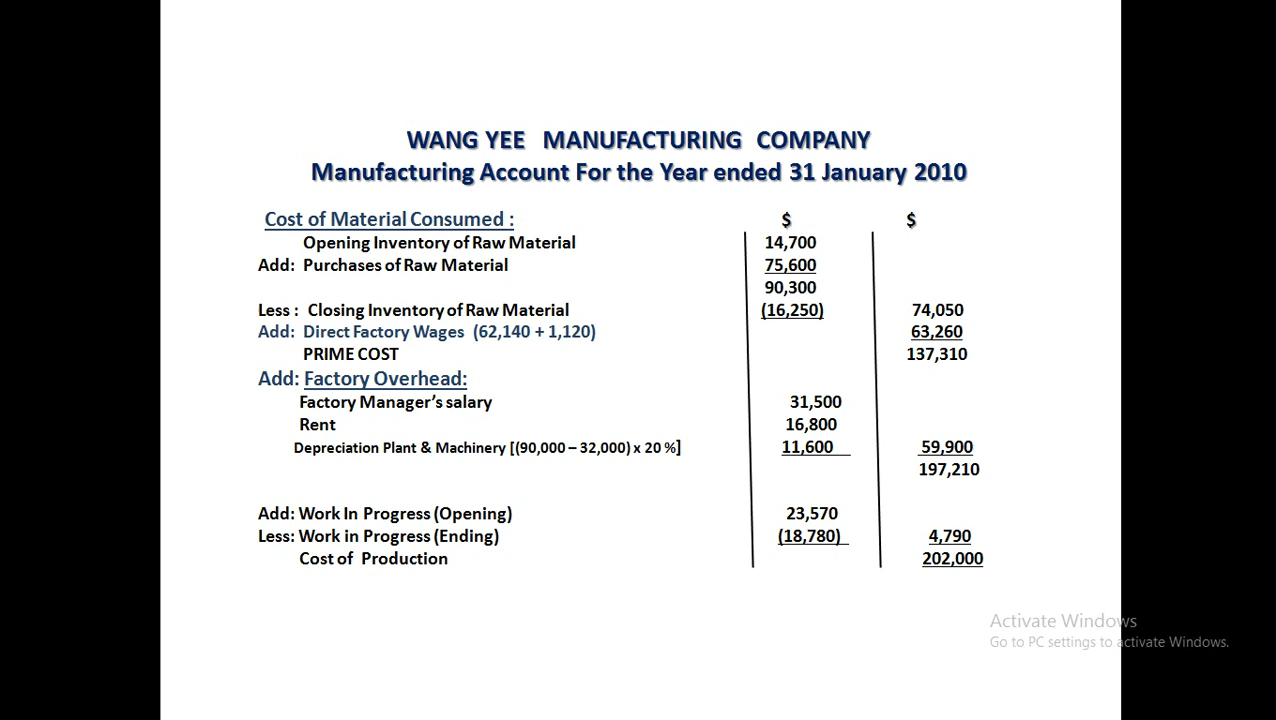 WANG YEE MANUFACTURING COMPANY
Manufacturing Account For the Year ended 31 January 2010
Cost of Material Consumed : $ $
Opening Inventory of Raw Material 14,700
Add: Purchases of Raw Material 75,600
90,300
Less : Closing Inventory of Raw Material (16,250) 74,050
Add: Direct Factory Wages (62,140 + 1,120) 63,260
PRIME COST 137,310
Add: Factory Overhead:
Factory Manager's salary 31,500
Rent 16,800
Depreciation Plant & Machinery [(90,000 – 32,000) x 20 %] 11,600 59,900
197,210
Add: Work In Progress (Opening) 23,570
Less: Work in Progress (Ending) (18,780) 4,790
Cost of Production 202,000
Activate Windows
Go to PC settings to activate Windows.